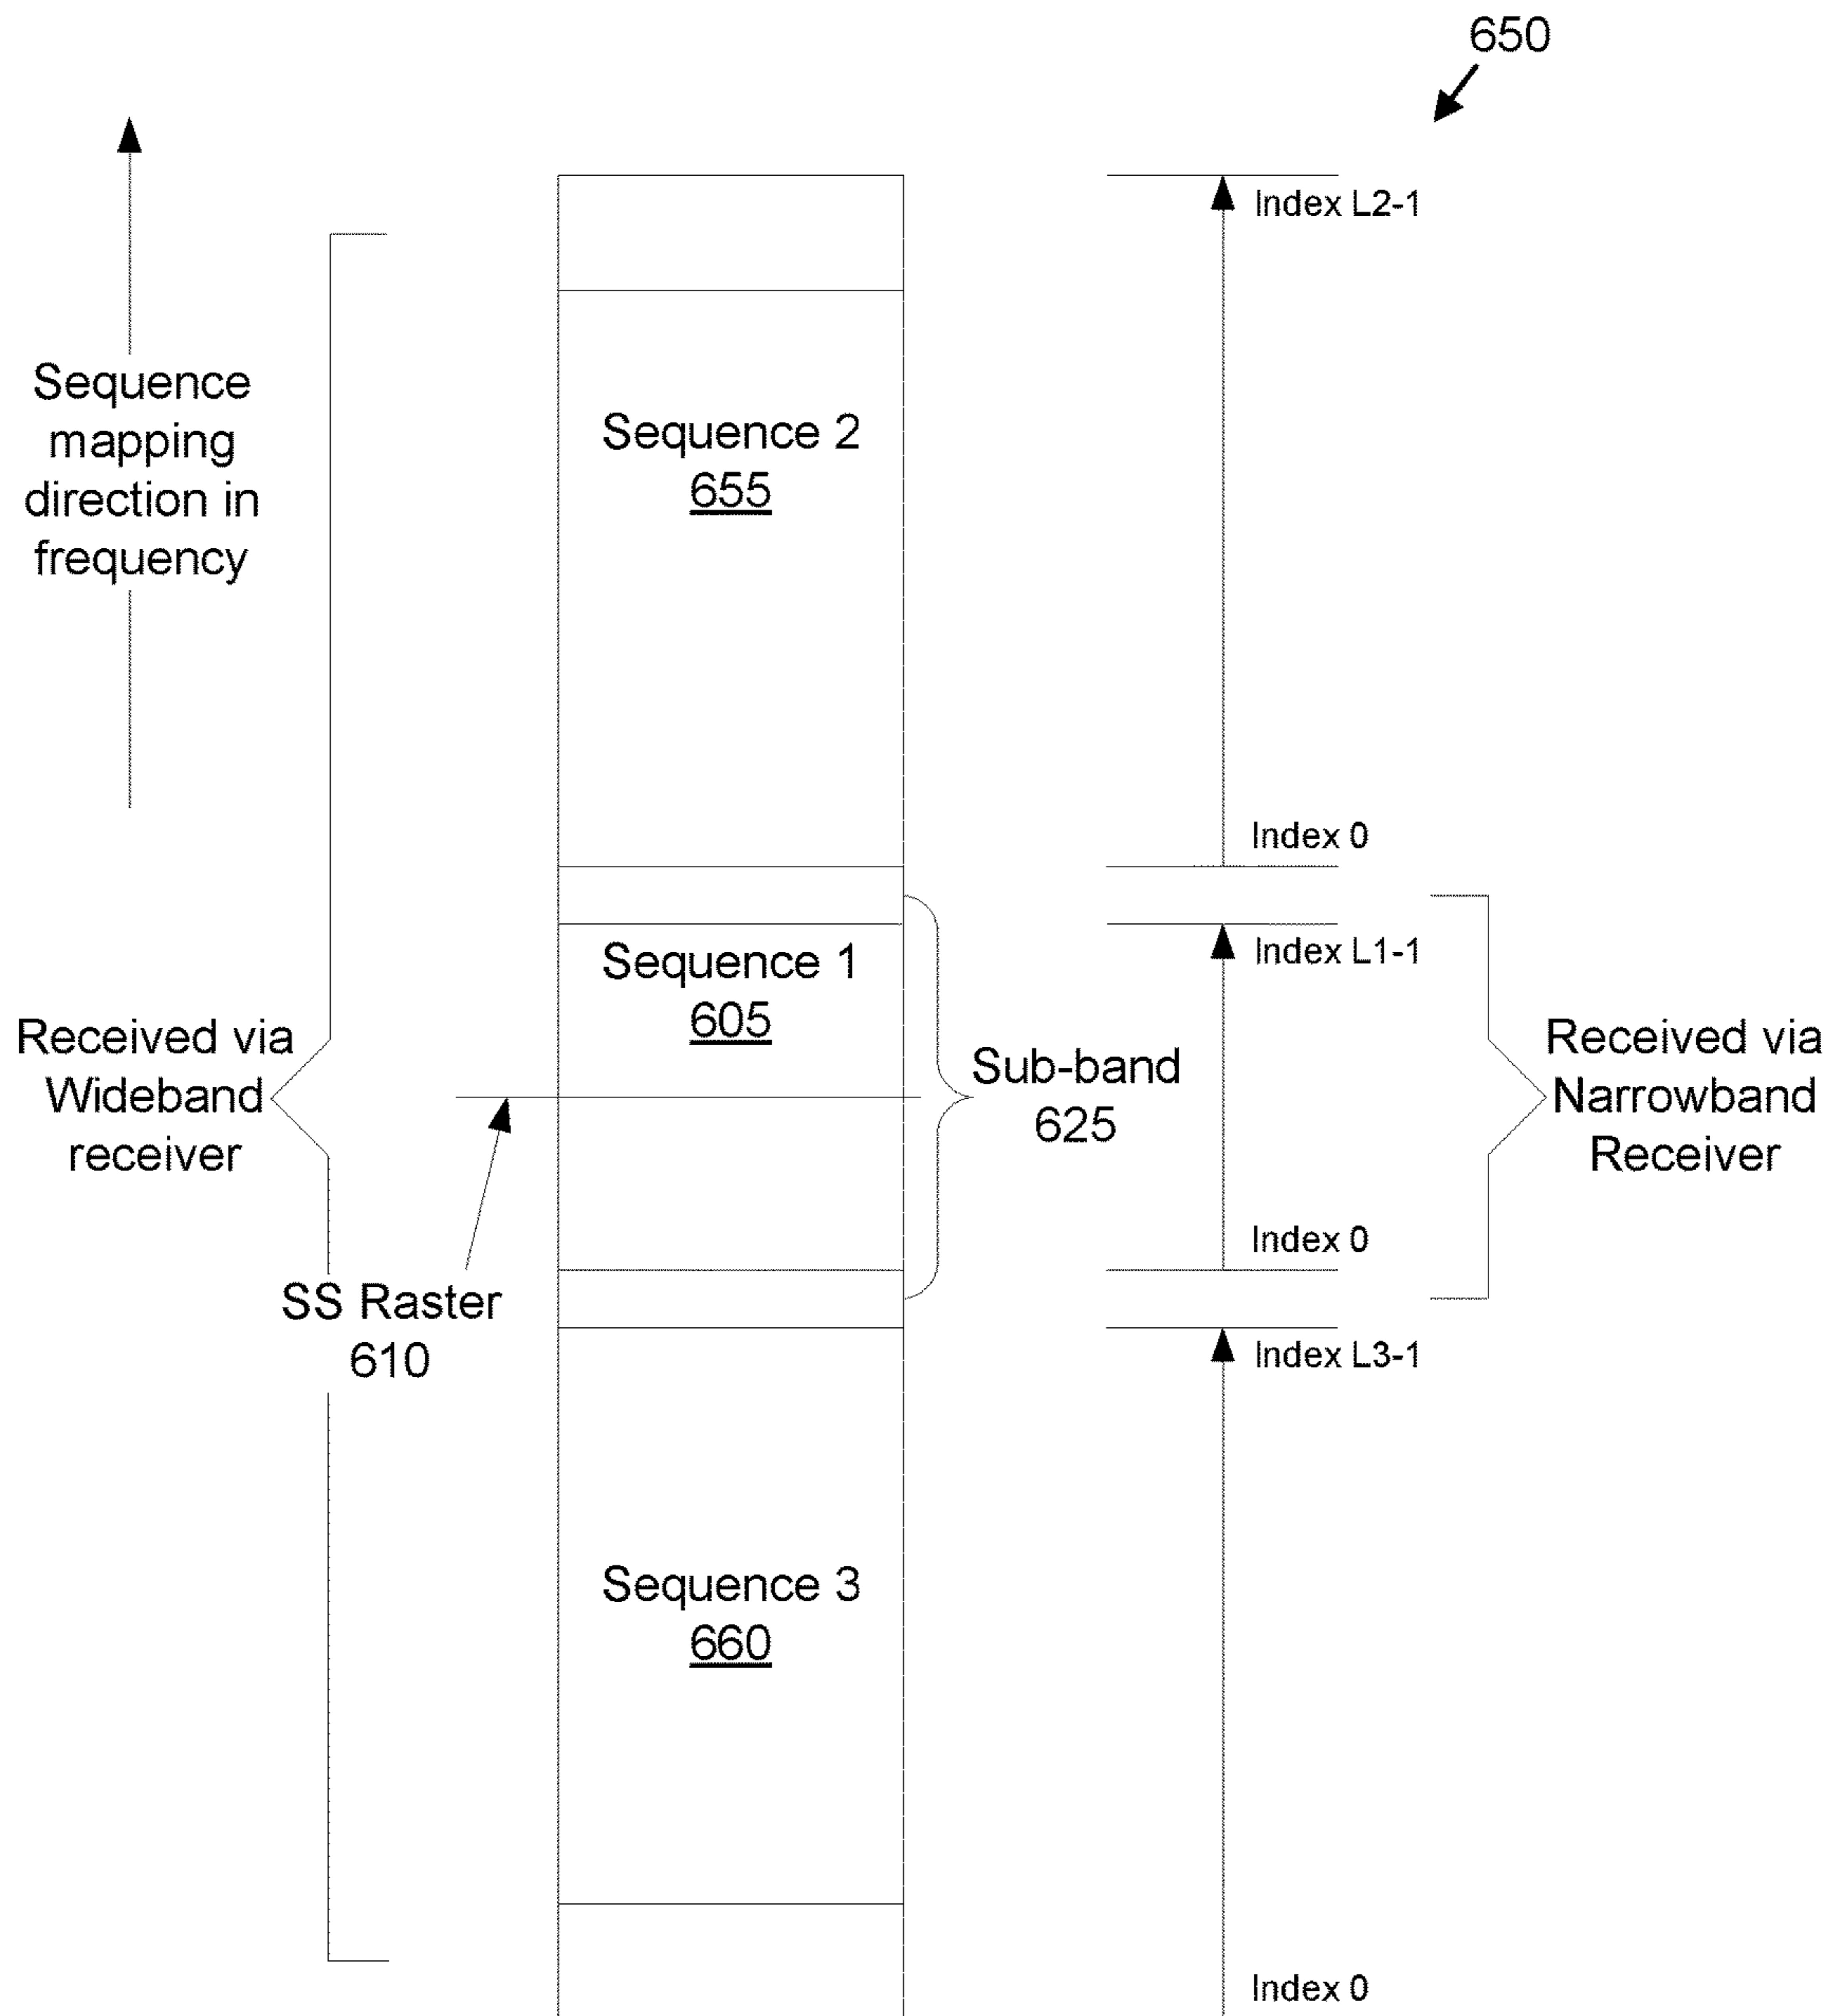 650
Index L2-1
Sequence
mapping
direction in
frequency
Sequence 2
655
Index 0
Sequence 1
605
Index L1-1
Received via
Wideband
receiver
Sub-band
625
Received via
Narrowband
Receiver
Index 0
SS Raster
610
Index L3-1
Sequence 3
660
Index 0